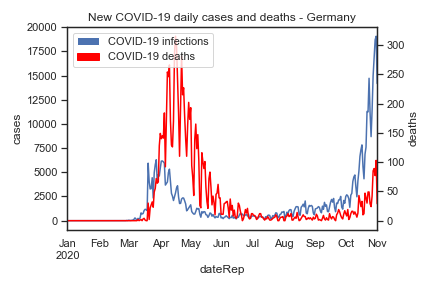 New COVID-19 daily cases and deaths - Germany
COVID-19 infections
COVID-19 deaths
20000
17500
15000
12500
10000
7500
5000
2500
0
cases
300
250
200
150
100
50
0
deaths
Jan Feb Mar Apr May Jun Jul Aug Sep Oct Nov
2020
dateRep